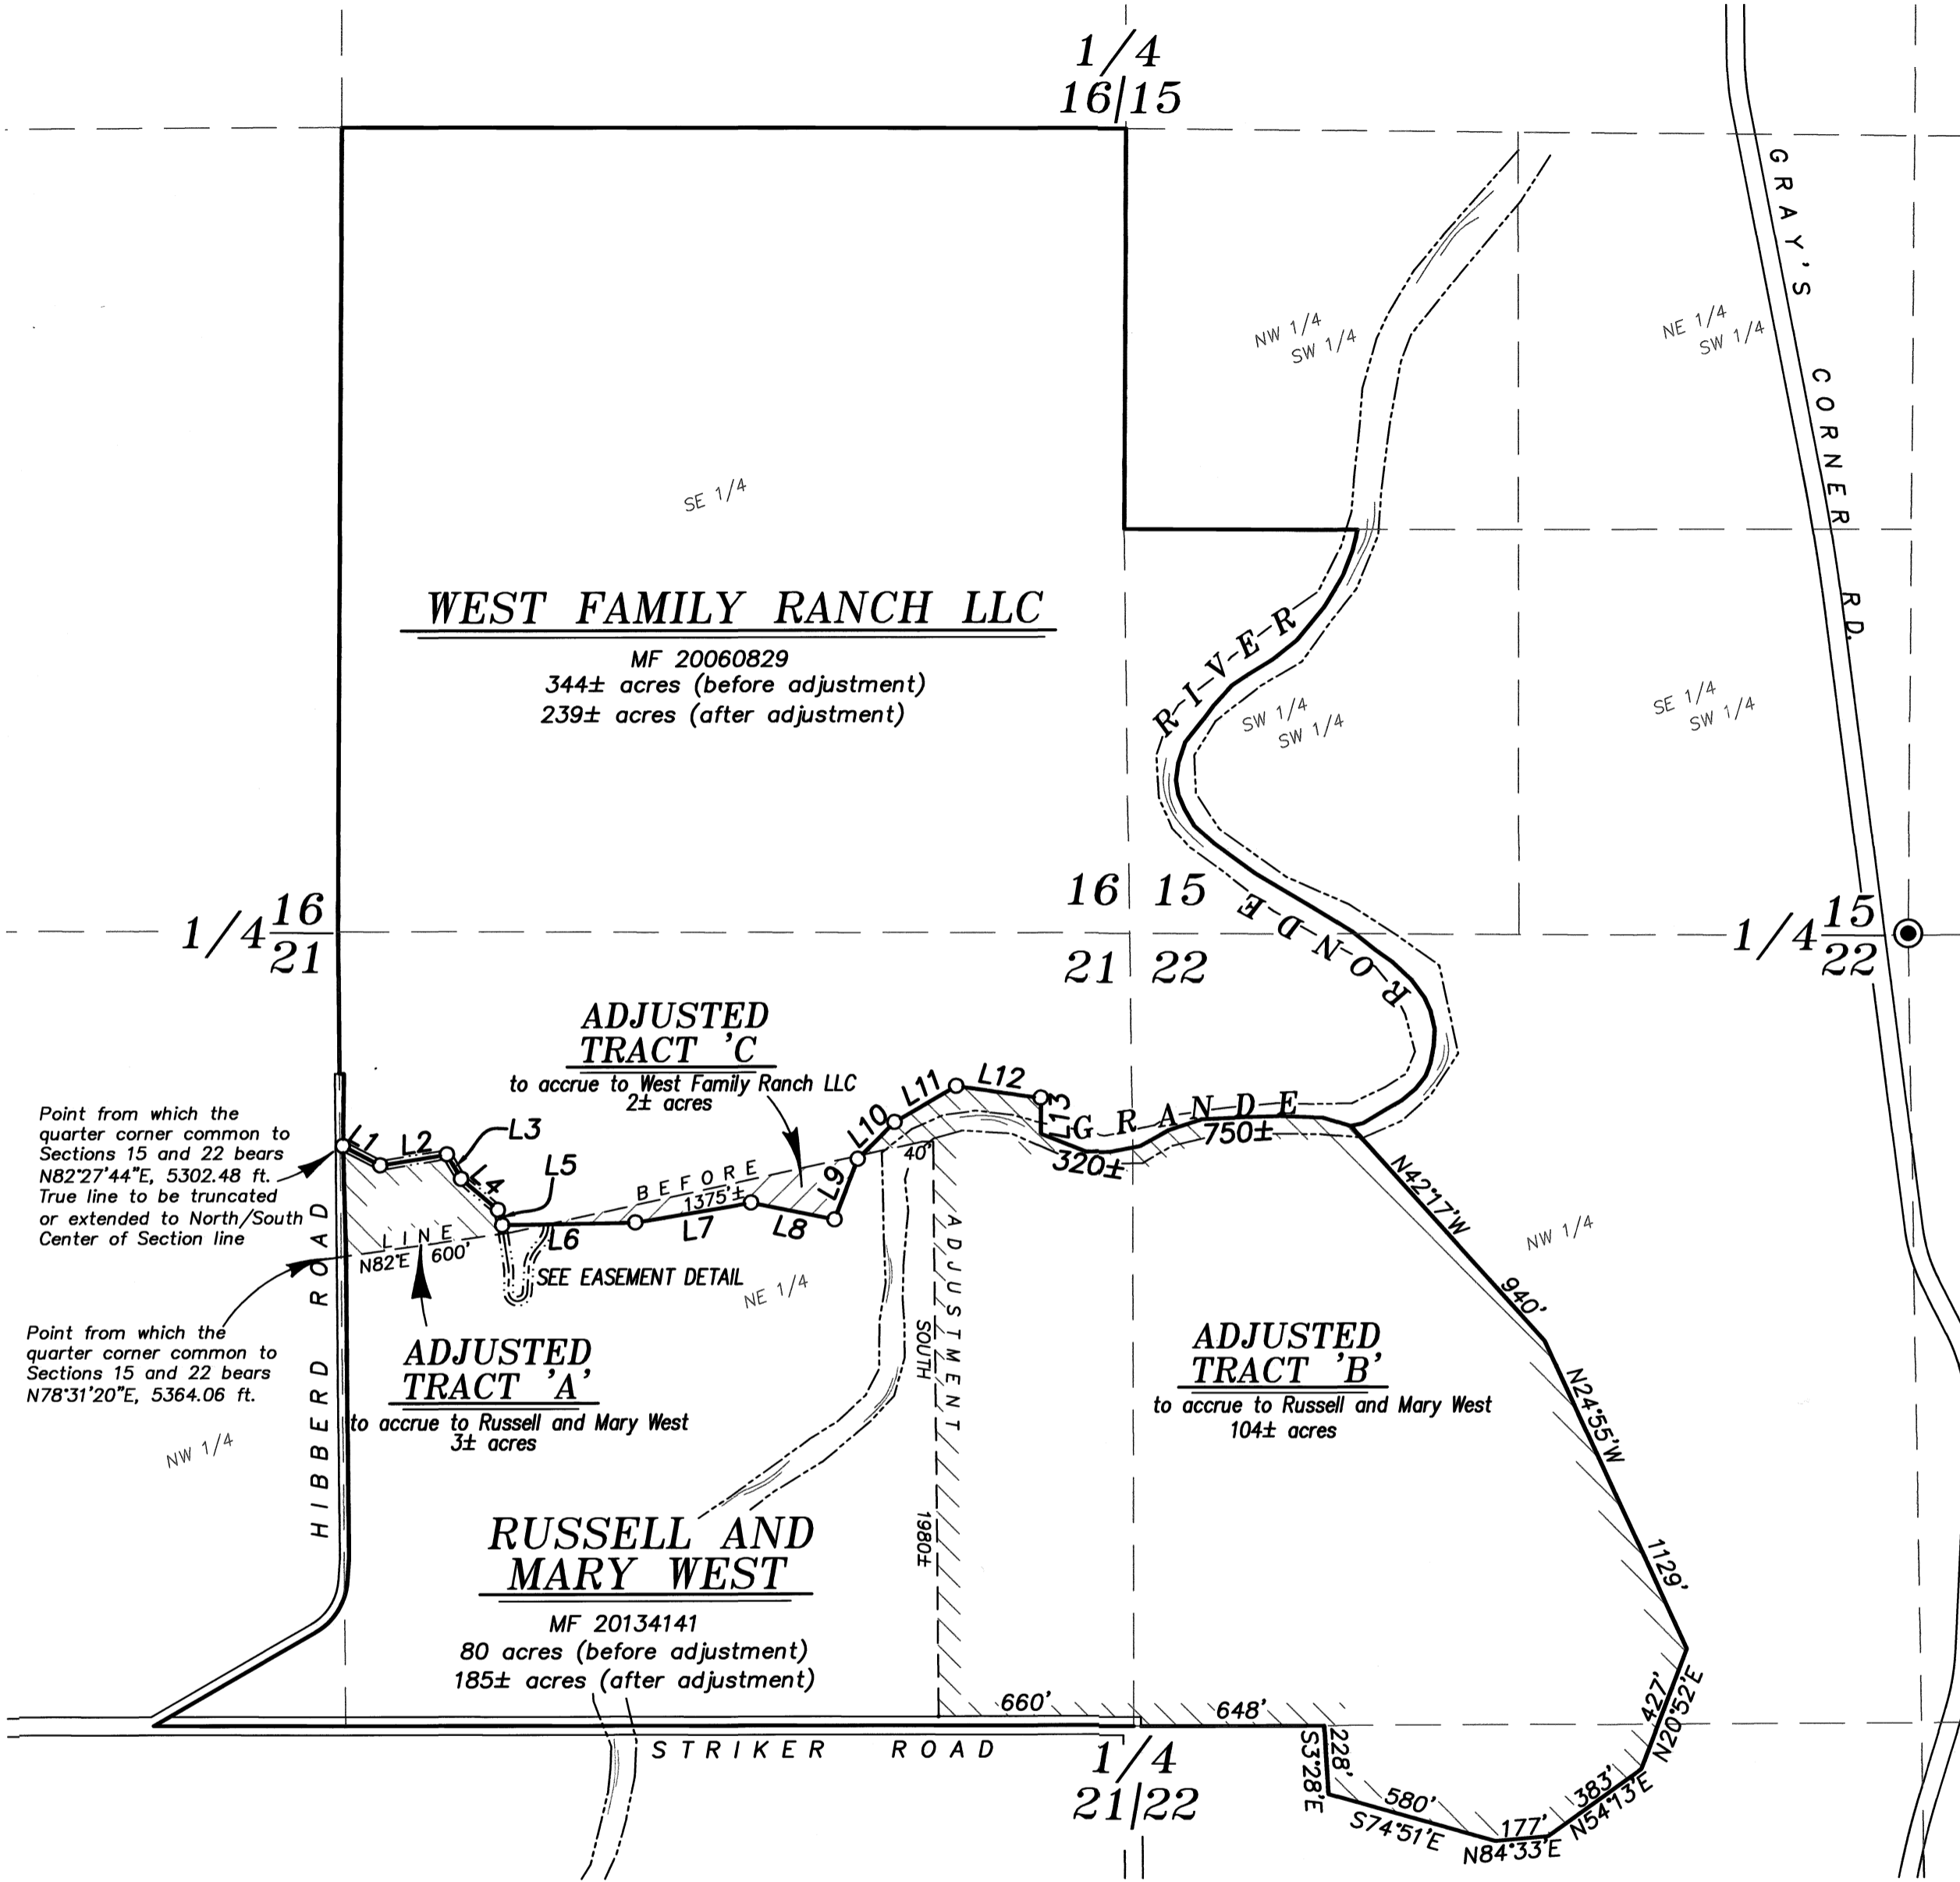 1/4
16|15
GRAY'S CORNER RD.
NW 1/4
SW 1/4
NE 1/4
SW 1/4
SE 1/4
WEST FAMILY RANCH LLC
MF 20060829
344± acres (before adjustment)
239± acres (after adjustment)
R-I-V-E-R
SW 1/4
SW 1/4
SE 1/4
SW 1/4
1/4 16
21
16 15
21 22
R-O-N-D-E
1/4 15
22
ADJUSTED
TRACT 'C'
to accrue to West Family Ranch LLC
2± acres
Point from which the
quarter corner common to
Sections 15 and 22 bears
N82°27'44"E, 5302.48 ft.
True line to be truncated
or extended to North/South
Center of Section line
L1
L2
L3
L4
L5
L6
L7
L8
L9
L10
L11
L12
L13
GRANDE
750±
320±
40'
BEFORE
1375'±
LINE
N82°E 600'
SEE EASEMENT DETAIL
NE 1/4
N42°17'W
940'
NW 1/4
HIBBERD ROAD
Point from which the
quarter corner common to
Sections 15 and 22 bears
N78°31'20"E, 5364.06 ft.
NW 1/4
ADJUSTED
TRACT 'A'
to accrue to Russell and Mary West
3± acres
ADJUSTMENT
SOUTH
1980±
ADJUSTED
TRACT 'B'
to accrue to Russell and Mary West
104± acres
N24°55'W
1129'
RUSSELL AND
MARY WEST
MF 20134141
80 acres (before adjustment)
185± acres (after adjustment)
660'
648'
STRIKER ROAD
1/4
21|22
228'
S3°28'E
580'
S74°51'E
177'
N84°33'E
383'
N54°13'E
427'
N20°52'E